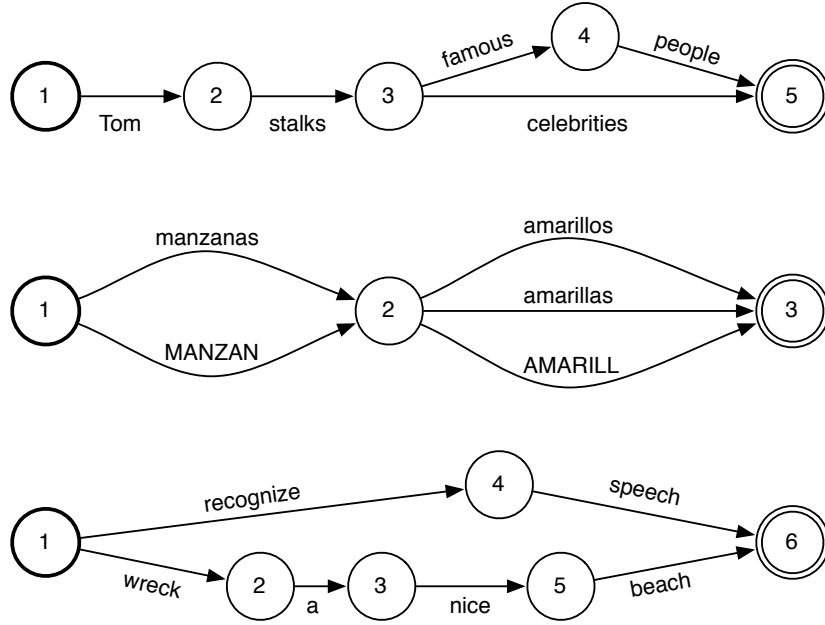 famous
4
people
1
2
3
5
Tom
stalks
celebrities
manzanas
amarillos
1
2
amarillas
3
MANZAN
AMARILL
recognize
4
speech
1
6
wreck
2
a
3
nice
5
beach